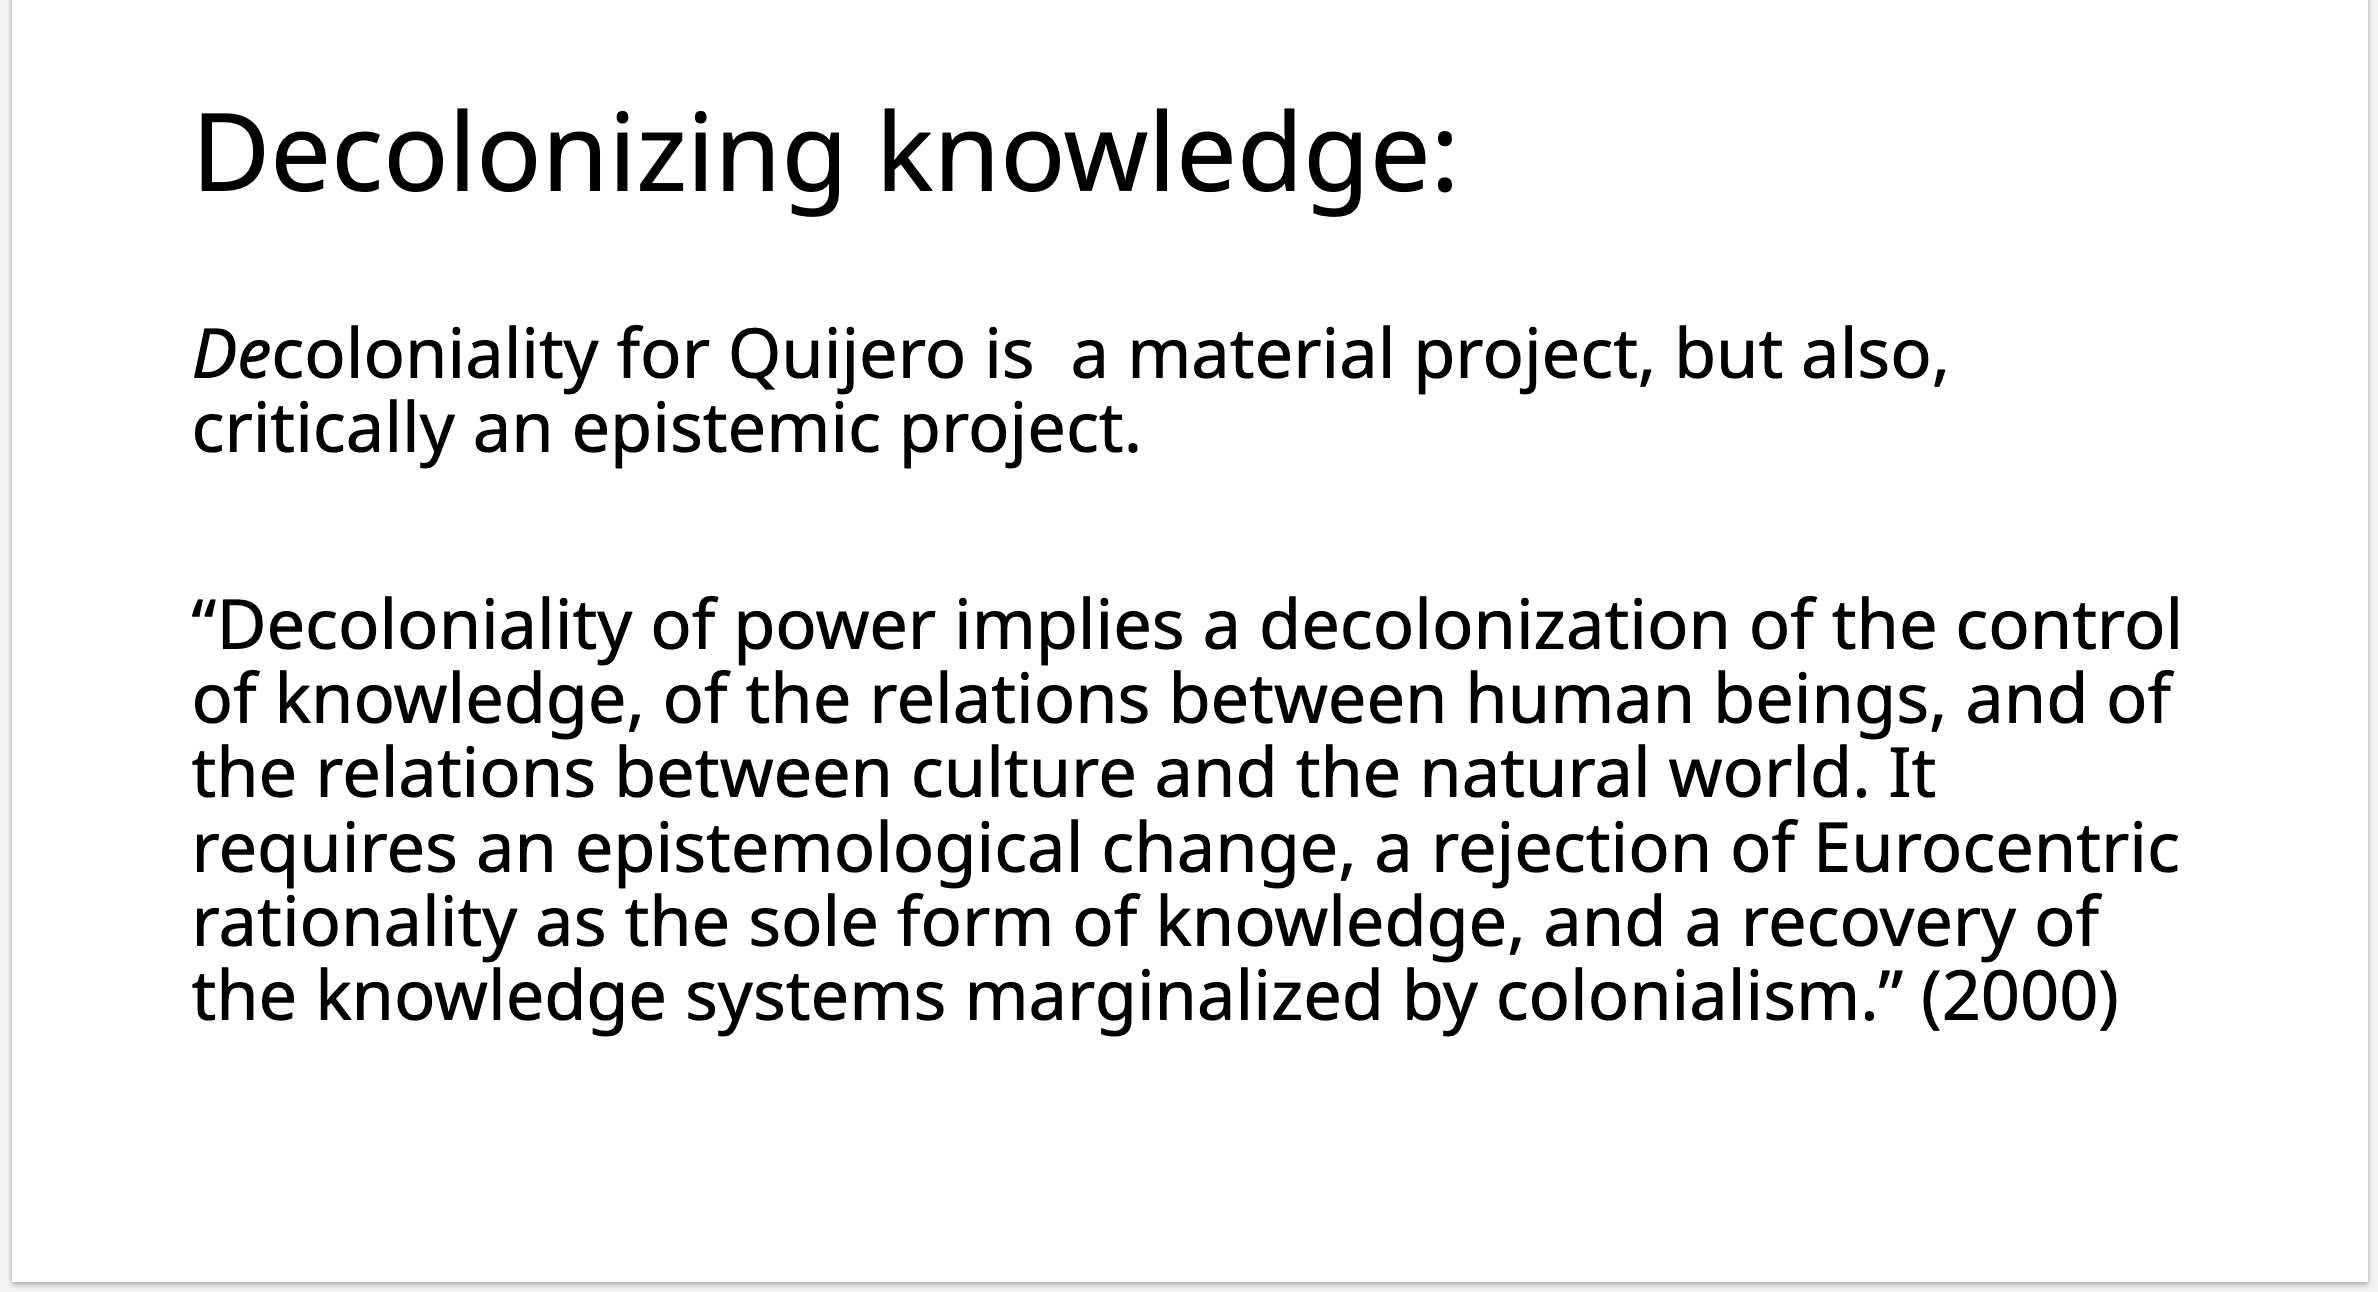 Decolonizing knowledge:
Decoloniality for Quijero is  a material project, but also,
critically an epistemic project.
“Decoloniality of power implies a decolonization of the control
of knowledge, of the relations between human beings, and of
the relations between culture and the natural world. It
requires an epistemological change, a rejection of Eurocentric
rationality as the sole form of knowledge, and a recovery of
the knowledge systems marginalized by colonialism.” (2000)